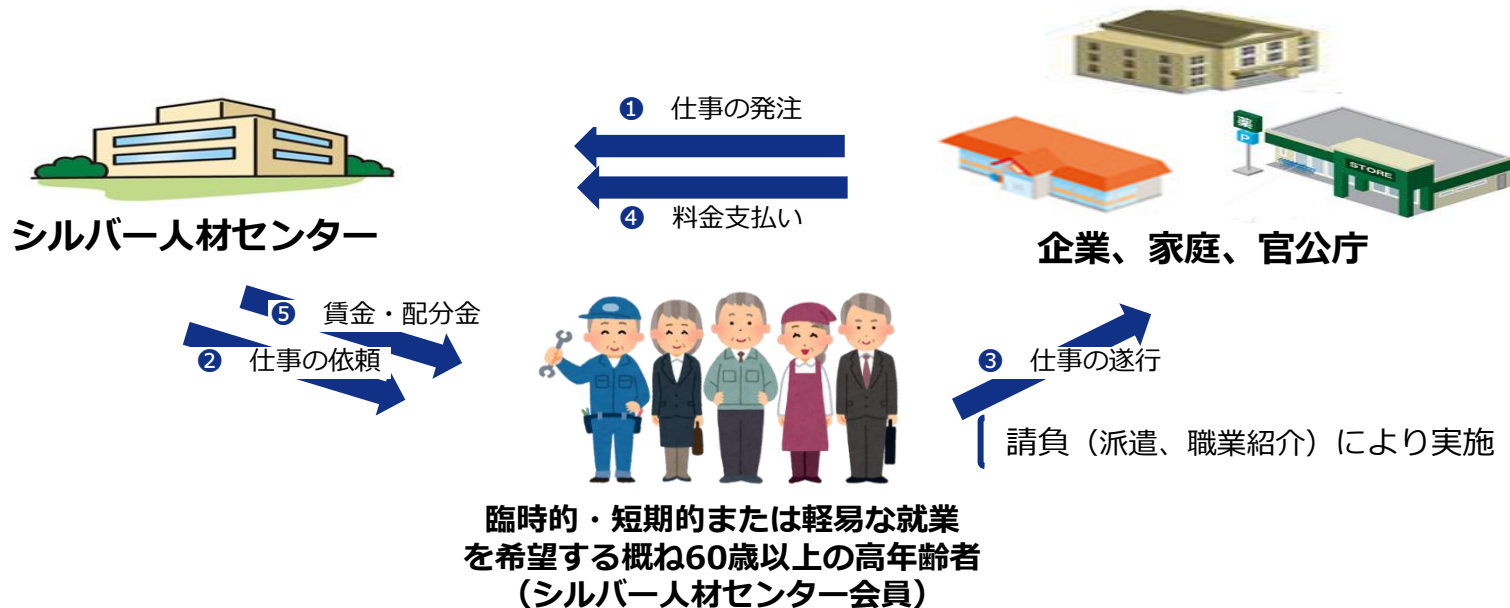 ❶ 仕事の発注
薬
P
STORE
❹ 料金支払い
シルバー人材センター
企業、家庭、官公庁
❺ 賃金・配分金
❷ 仕事の依頼
❸ 仕事の遂行
請負（派遣、職業紹介）により実施
臨時的・短期的または軽易な就業
を希望する概ね60歳以上の高年齢者
（シルバー人材センター会員）